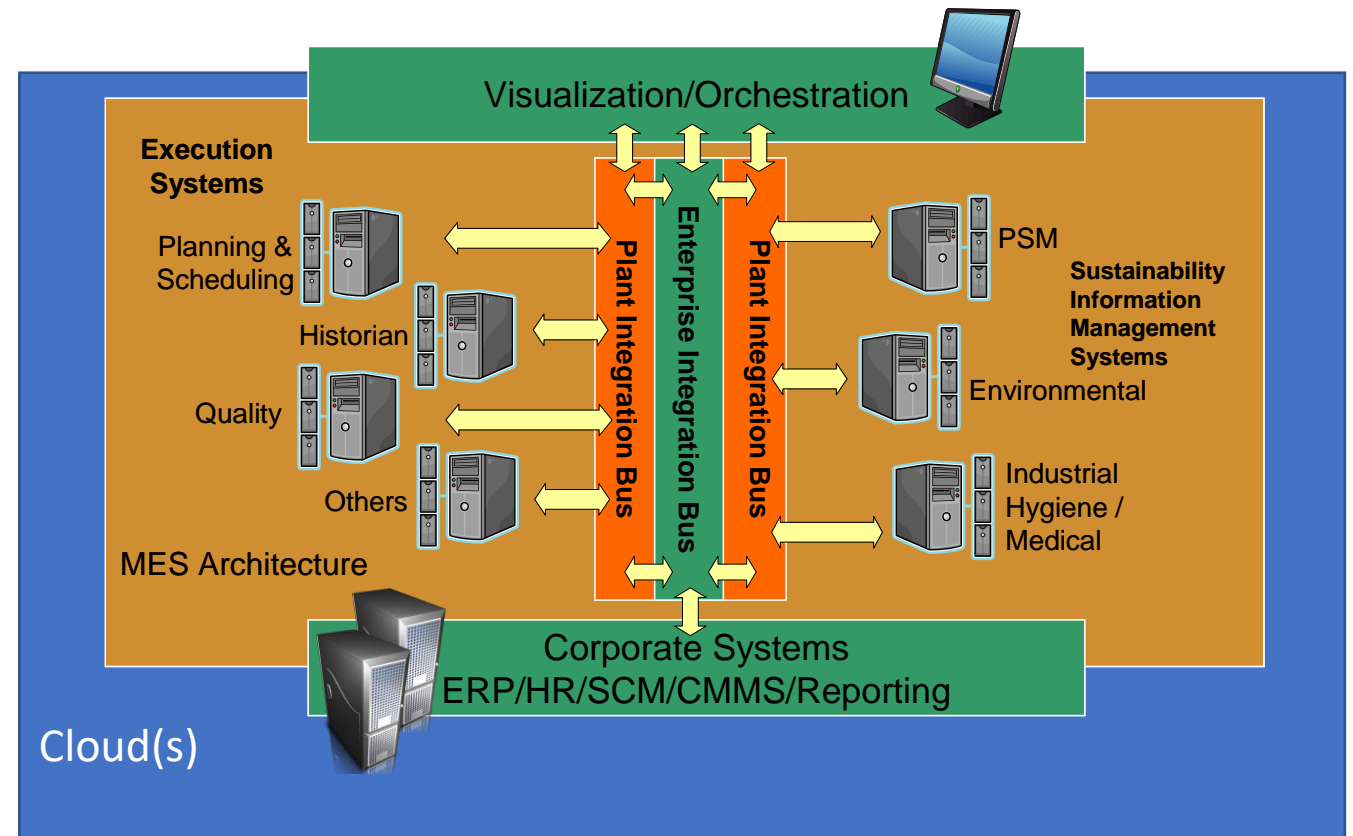 Visualization/Orchestration
Execution
Systems
Planning &
Scheduling
Historian
Quality
Others
MES Architecture
Plant Integration Bus
Enterprise Integration Bus
Plant Integration Bus
PSM
Sustainability
Information
Management
Systems
Environmental
Industrial
Hygiene /
Medical
Corporate Systems
ERP/HR/SCM/CMMS/Reporting
Cloud(s)